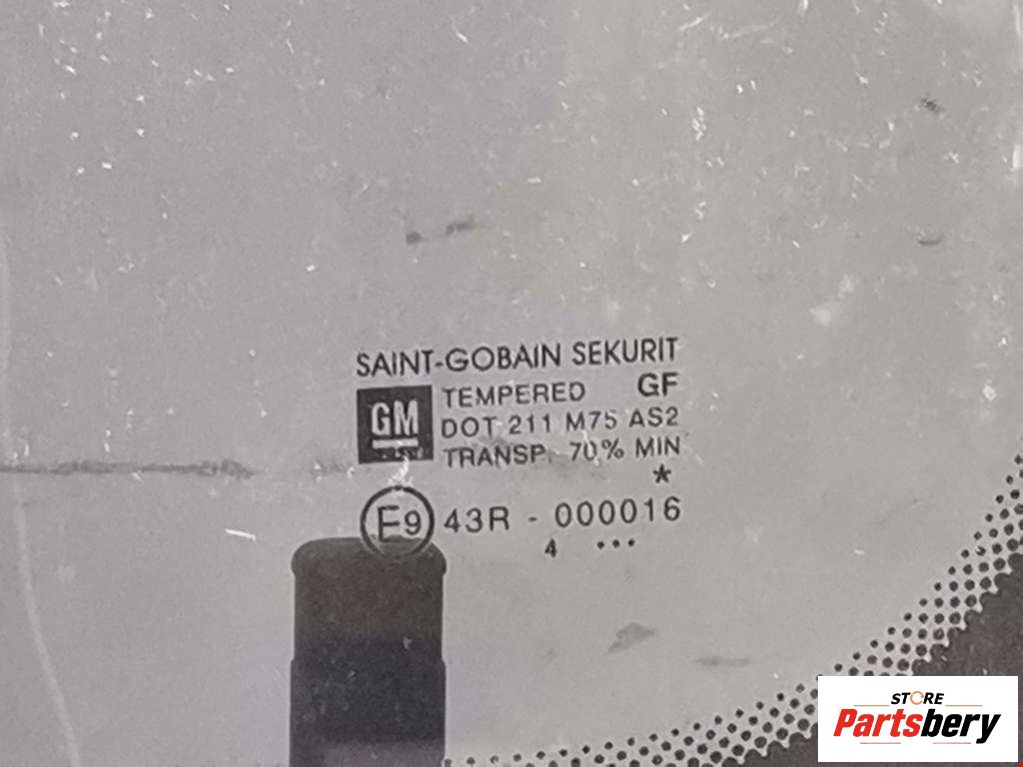 SAINT-GOBAIN SEKURIT
GM
TEMPERED GF
DOT 211 M75 AS2
TRANSP. 70% MIN
*
E9 43R - 000016
4 •••
STORE
Partsbery